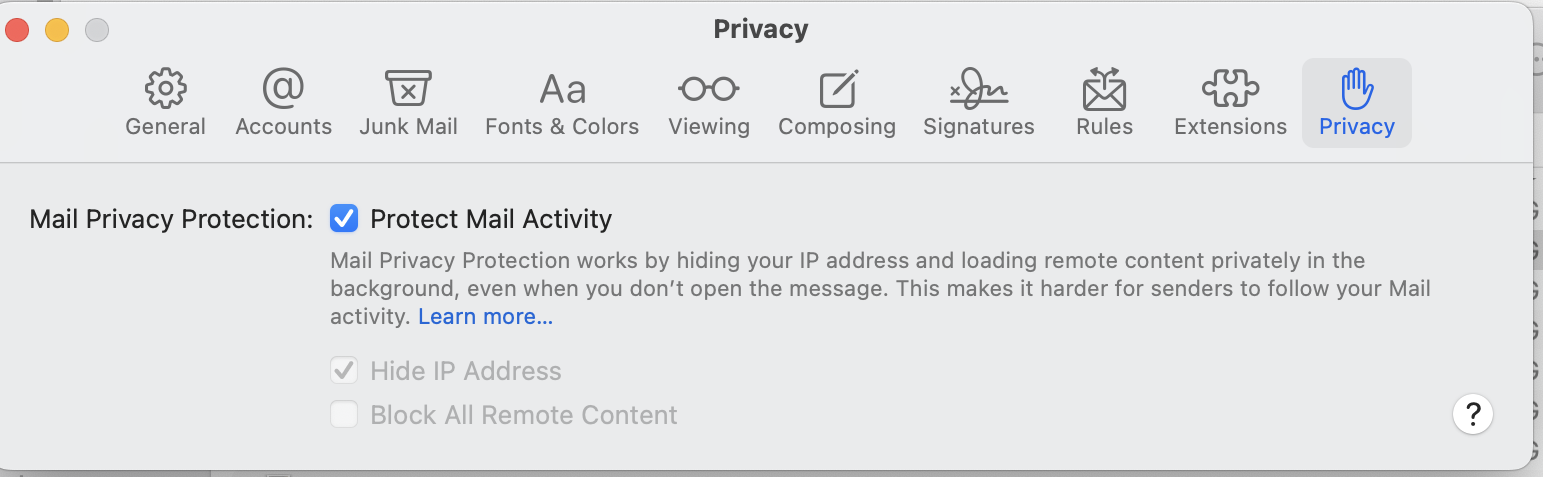 Privacy
General Accounts Junk Mail Fonts & Colors Viewing Composing Signatures Rules Extensions Privacy
Mail Privacy Protection: Protect Mail Activity
Mail Privacy Protection works by hiding your IP address and loading remote content privately in the
background, even when you don’t open the message. This makes it harder for senders to follow your Mail
activity. Learn more...
Hide IP Address
Block All Remote Content
?